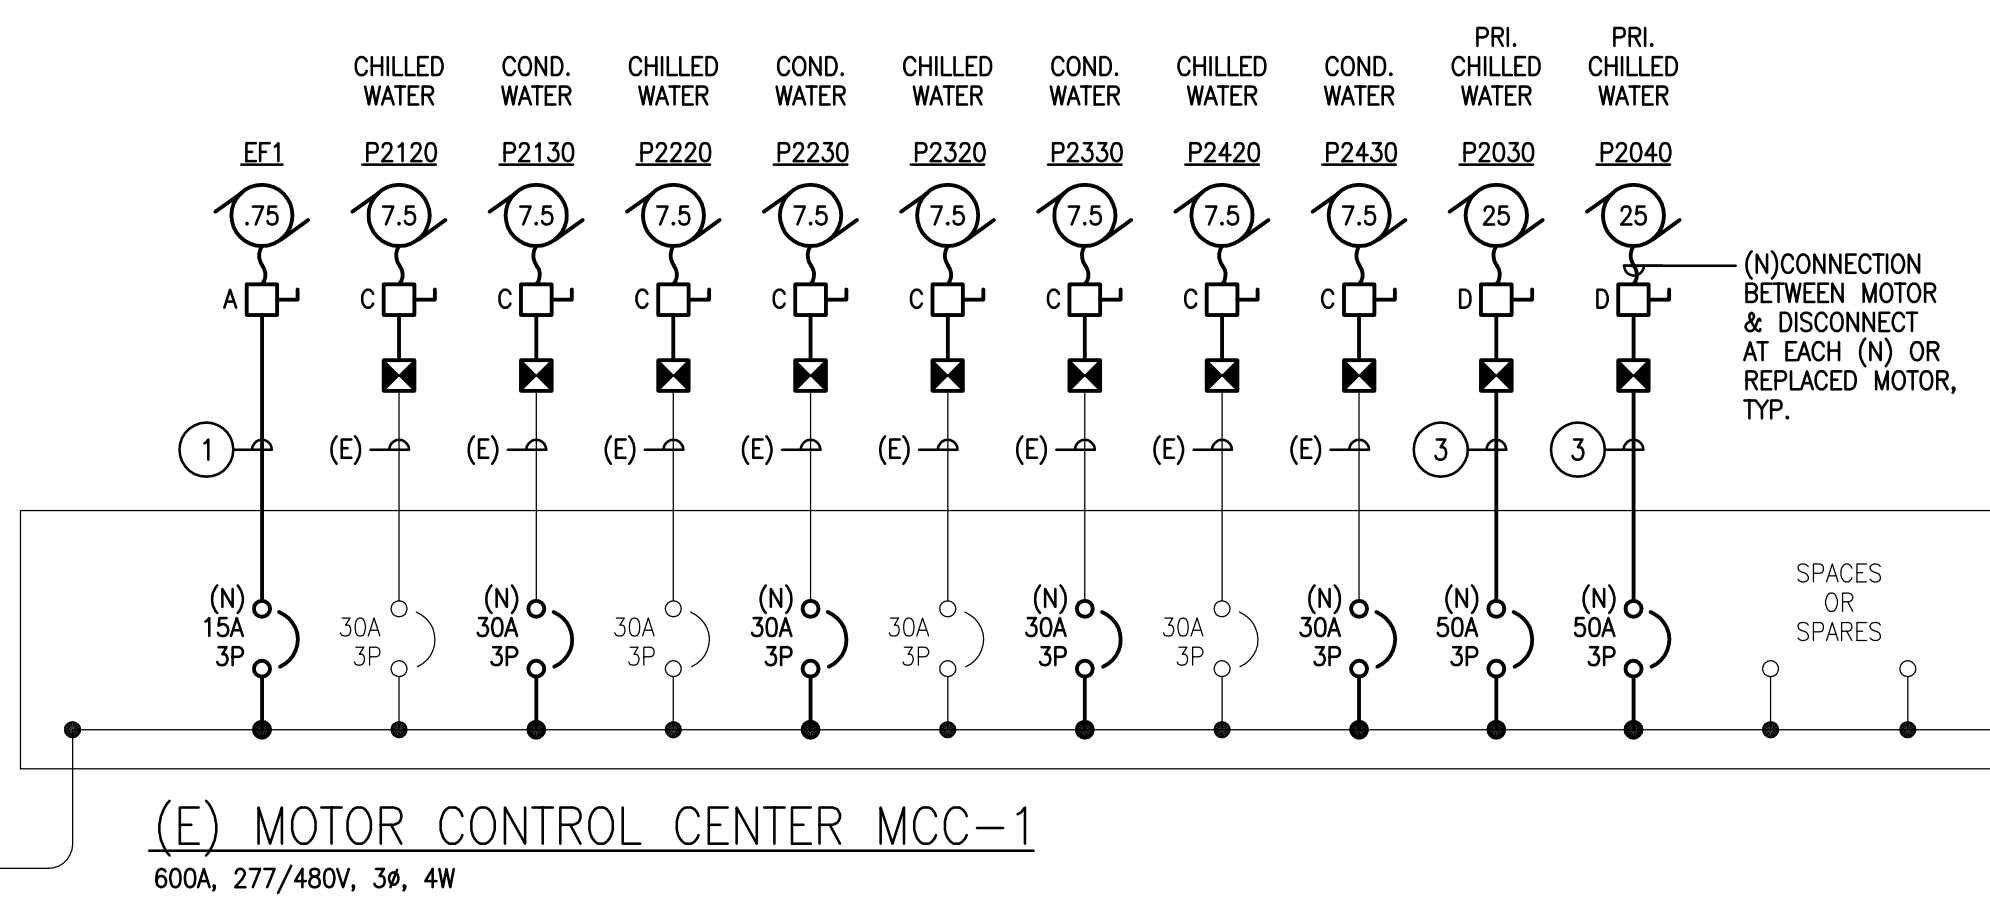 PRI. PRI.
CHILLED COND. CHILLED COND. CHILLED COND. CHILLED COND. CHILLED CHILLED
WATER WATER WATER WATER WATER WATER WATER WATER WATER WATER
EF1 P2120 P2130 P2220 P2230 P2320 P2330 P2420 P2430 P2030 P2040
.75 7.5 7.5 7.5 7.5 7.5 7.5 7.5 7.5 25 25
(N)CONNECTION
BETWEEN MOTOR
& DISCONNECT
AT EACH (N) OR
REPLACED MOTOR,
TYP.
A C C C C C C C C D D
1 (E) (E) (E) (E) (E) (E) (E) (E) 3 3
(N) (N) (N) (N) (N) (N) (N)
15A 30A 30A 30A 30A 30A 30A 30A 30A 50A 50A
3P 3P 3P 3P 3P 3P 3P 3P 3P 3P 3P
SPACES
OR
SPARES
(E) MOTOR CONTROL CENTER MCC-1
600A, 277/480V, 3ø, 4W